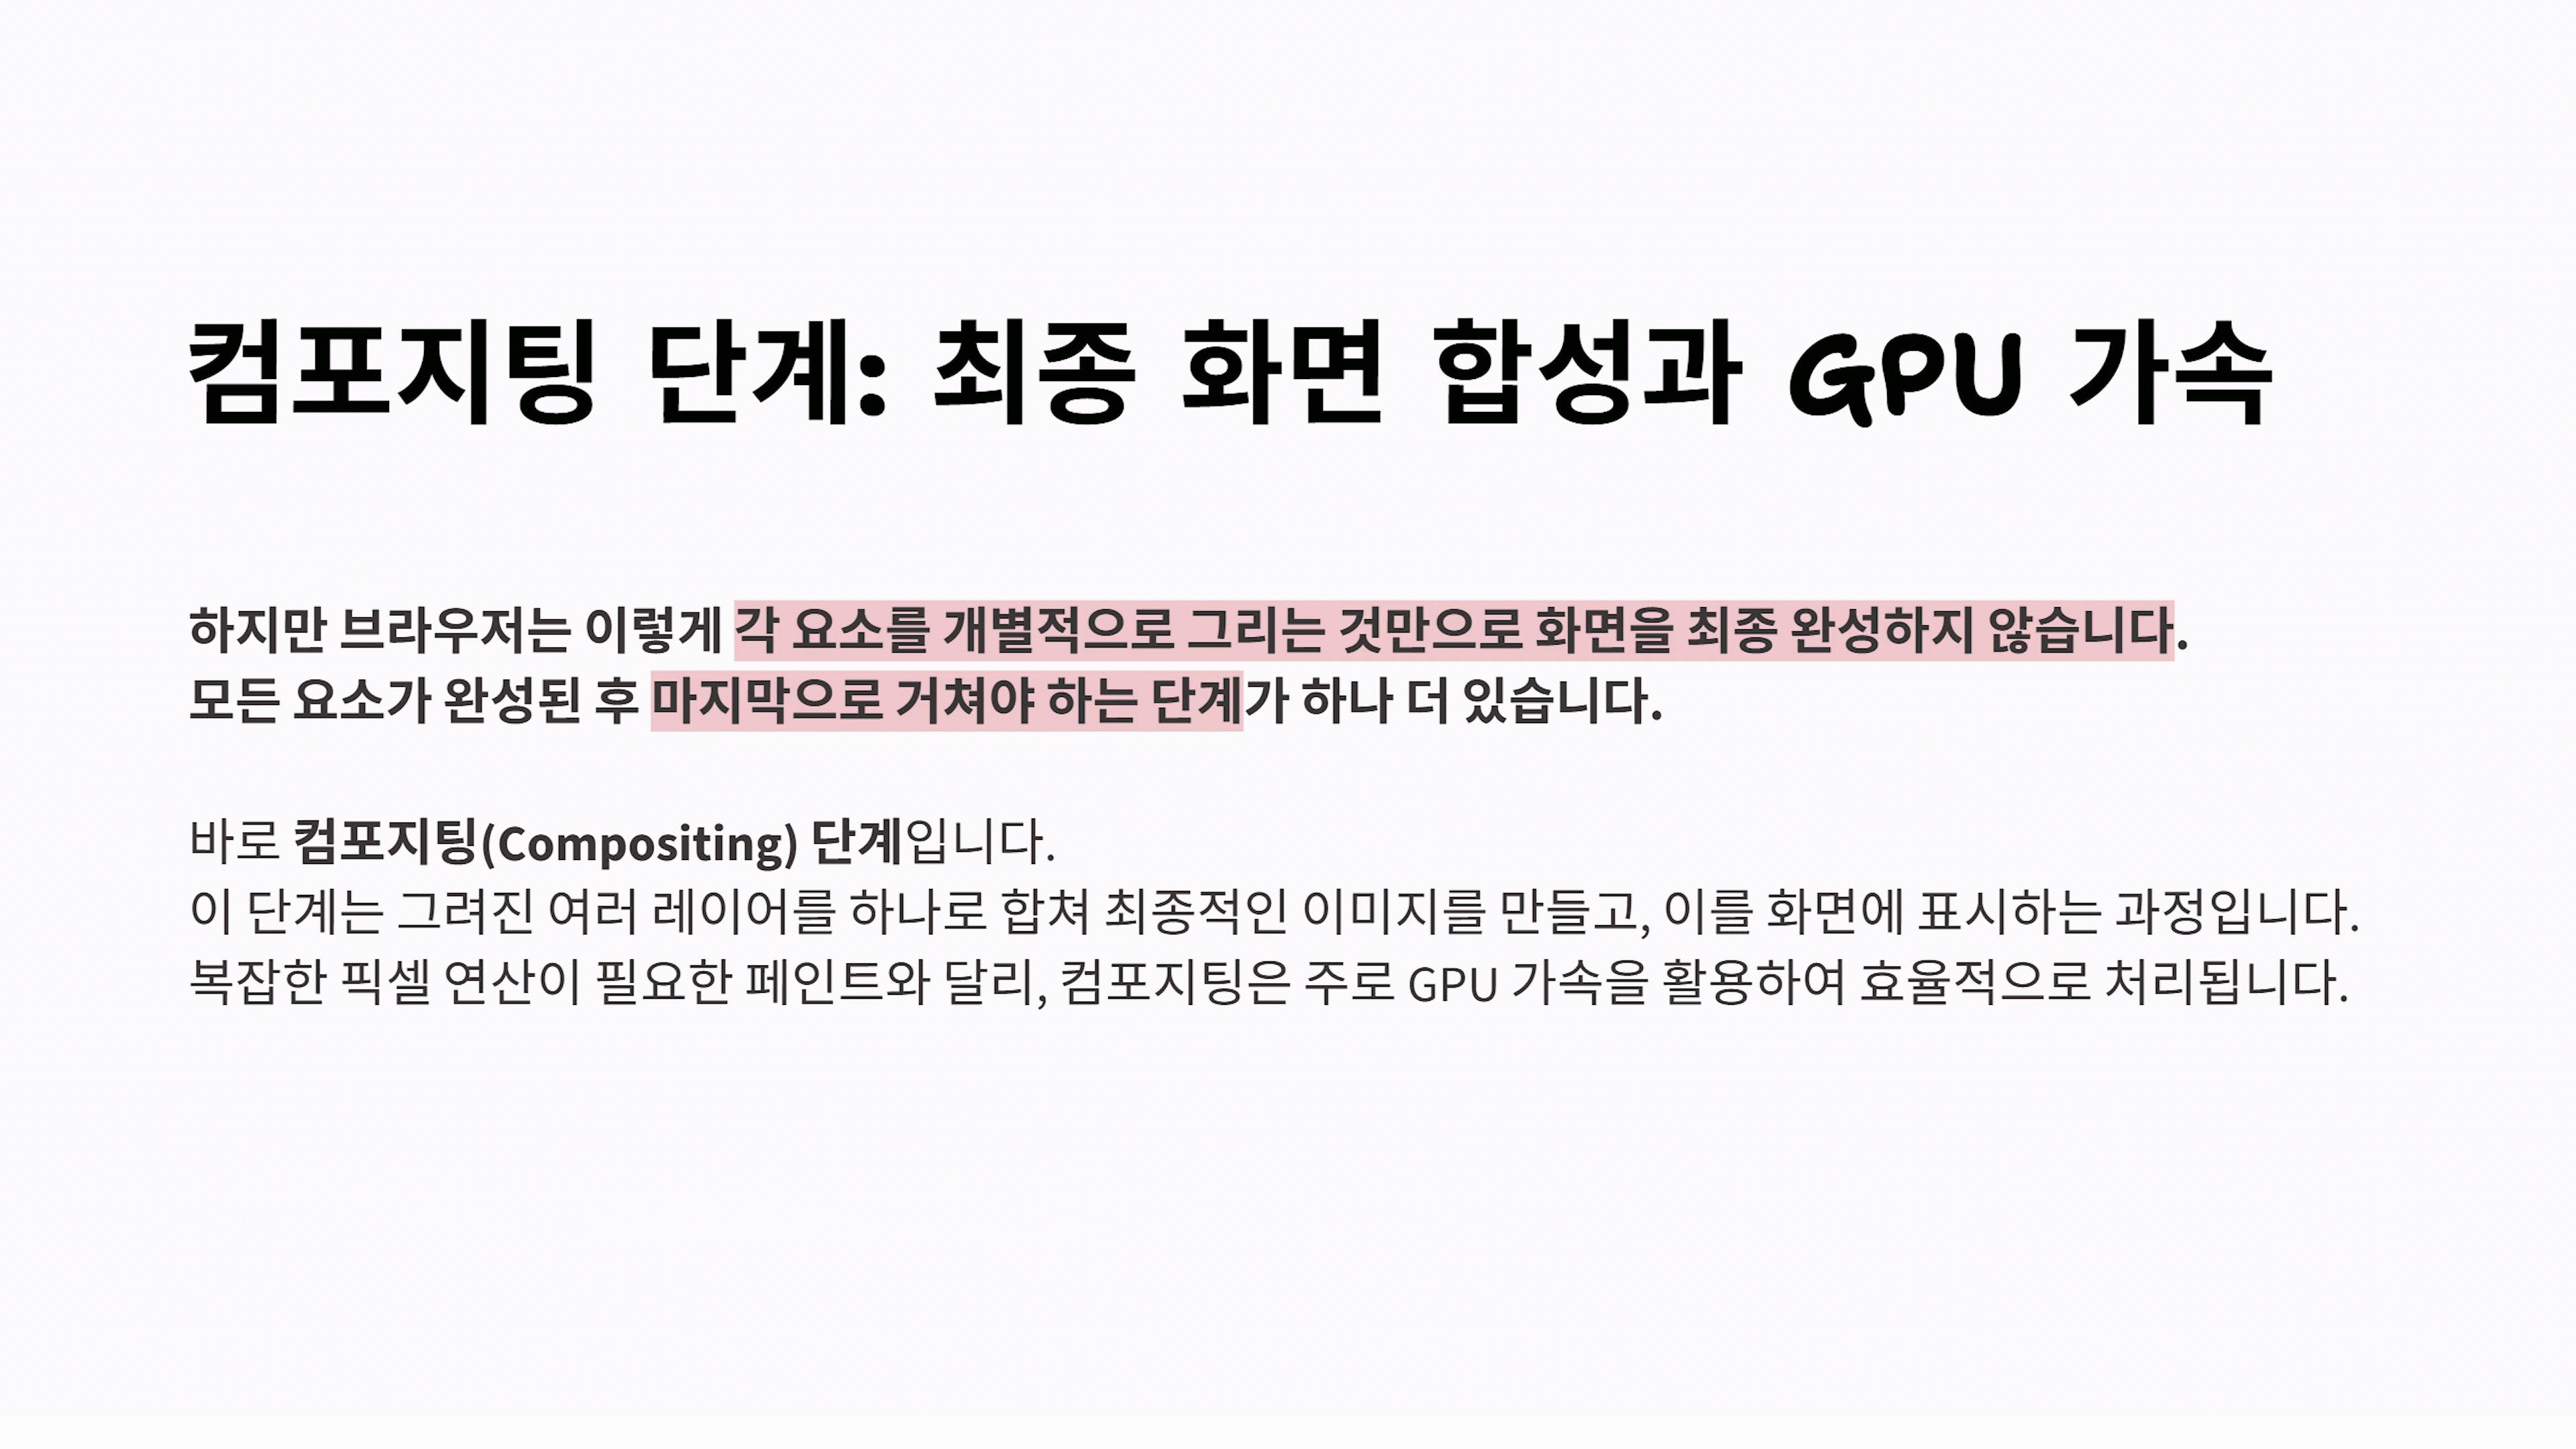 컴포지팅 단계: 최종 화면 합성과 GPU 가속
하지만 브라우저는 이렇게 각 요소를 개별적으로 그리는 것만으로 화면을 최종 완성하지 않습니다.
모든 요소가 완성된 후 마지막으로 거쳐야 하는 단계가 하나 더 있습니다.
바로 컴포지팅(Compositing) 단계입니다.
이 단계는 그려진 여러 레이어를 하나로 합쳐 최종적인 이미지를 만들고, 이를 화면에 표시하는 과정입니다.
복잡한 픽셀 연산이 필요한 페인트와 달리, 컴포지팅은 주로 GPU 가속을 활용하여 효율적으로 처리됩니다.